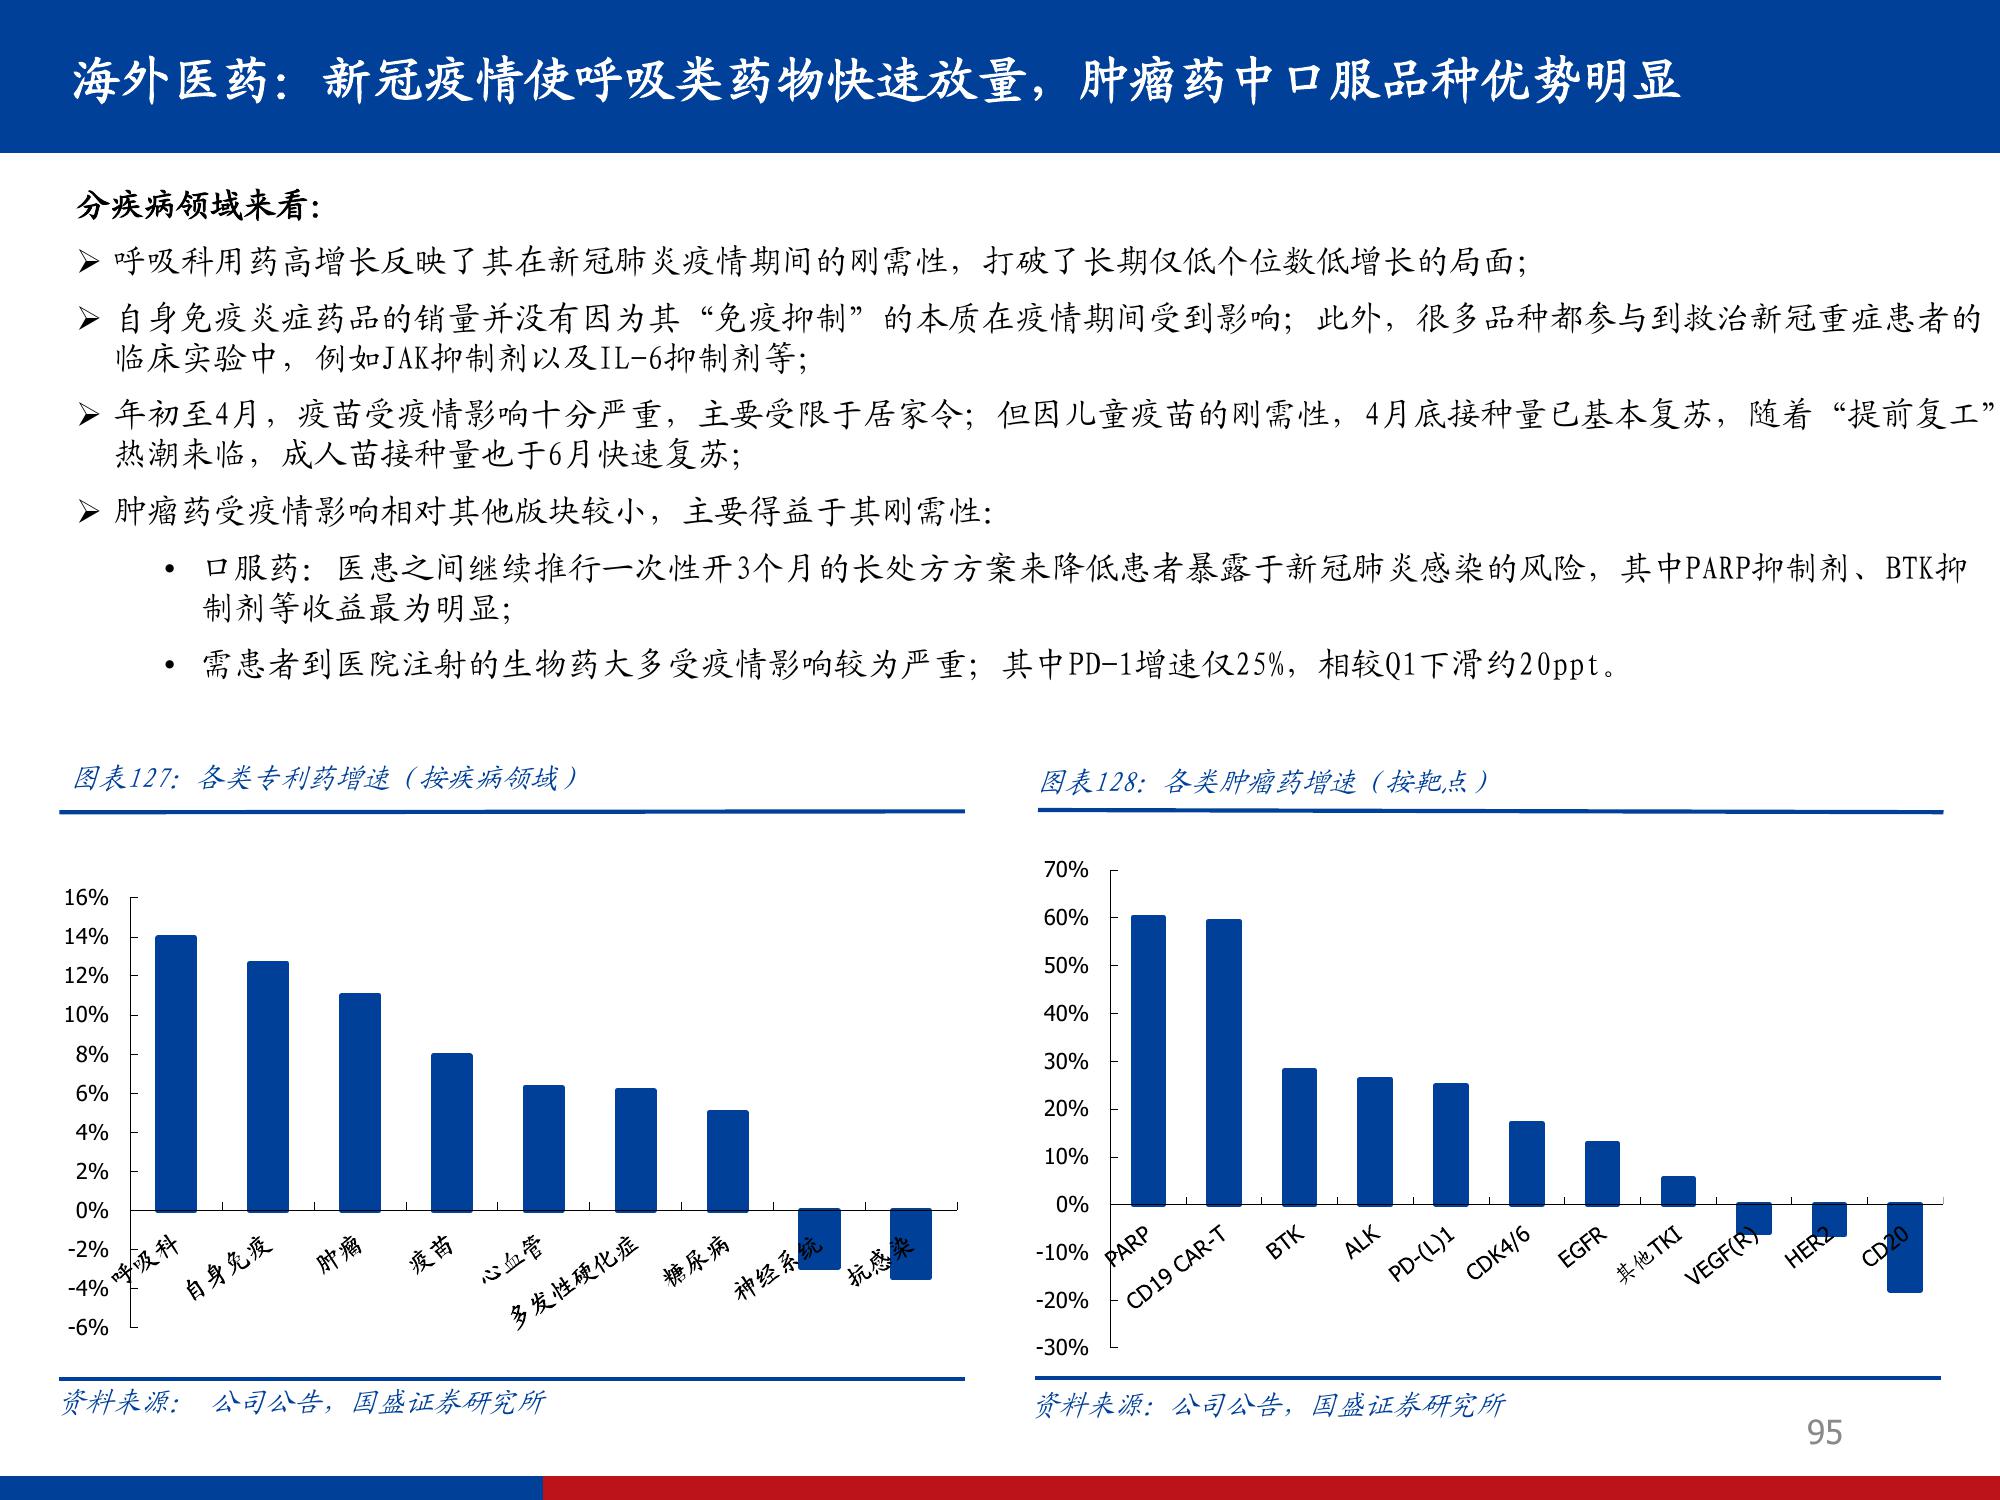 海外医药：新冠疫情使呼吸类药物快速放量，肿瘤药中口服品种优势明显
分疾病领域来看：
➢ 呼吸科用药高增长反映了其在新冠肺炎疫情期间的刚需性，打破了长期仅低个位数低增长的局面；
➢ 自身免疫炎症药品的销量并没有因为其“免疫抑制”的本质在疫情期间受到影响；此外，很多品种都参与到救治新冠重症患者的
临床实验中，例如JAK抑制剂以及IL-6抑制剂等；
➢ 年初至4月，疫苗受疫情影响十分严重，主要受限于居家令；但因儿童疫苗的刚需性，4月底接种量已基本复苏，随着“提前复工”
热潮来临，成人苗接种量也于6月快速复苏；
➢ 肿瘤药受疫情影响相对其他版块较小，主要得益于其刚需性：
• 口服药：医患之间继续推行一次性开3个月的长处方方案来降低患者暴露于新冠肺炎感染的风险，其中PARP抑制剂、BTK抑
制剂等收益最为明显；
• 需患者到医院注射的生物药大多受疫情影响较为严重；其中PD-1增速仅25%，相较Q1下滑约20ppt。
图表127：各类专利药增速（按疾病领域）
16%
14%
12%
10%
8%
6%
4%
2%
0%
-2%
-4%
-6%
呼吸科
自身免疫
肿瘤
疫苗
心血管
多发性硬化症
糖尿病
神经系统
抗感染
资料来源： 公司公告，国盛证券研究所
图表128：各类肿瘤药增速（按靶点）
70%
60%
50%
40%
30%
20%
10%
0%
-10%
-20%
-30%
PARP
CD19 CAR-T
BTK
ALK
PD-(L)1
CDK4/6
EGFR
其他TKI
VEGF(R)
HER2
CD20
资料来源：公司公告，国盛证券研究所
95